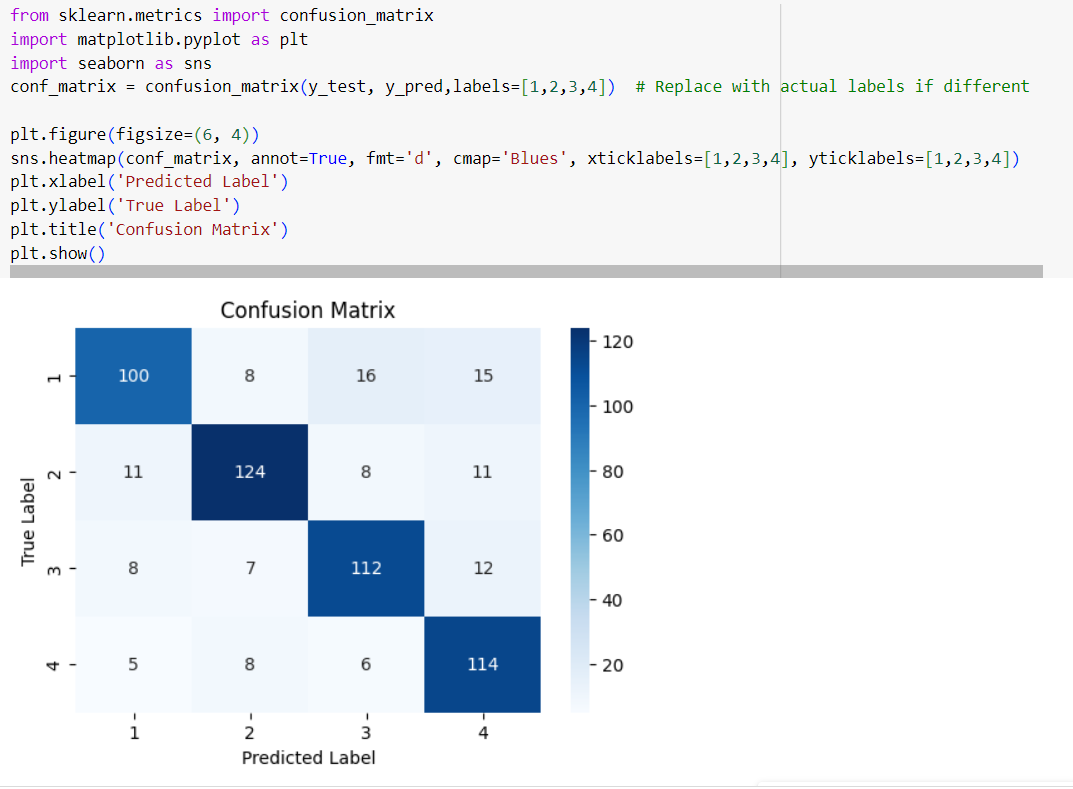 from sklearn.metrics import confusion_matrix
import matplotlib.pyplot as plt
import seaborn as sns
conf_matrix = confusion_matrix(y_test, y_pred,labels=[1,2,3,4])  # Replace with actual labels if different
plt.figure(figsize=(6, 4))
sns.heatmap(conf_matrix, annot=True, fmt='d', cmap='Blues', xticklabels=[1,2,3,4], yticklabels=[1,2,3,4])
plt.xlabel('Predicted Label')
plt.ylabel('True Label')
plt.title('Confusion Matrix')
plt.show()
Confusion Matrix
True Label
1 100 8 16 15
2 11 124 8 11
3 8 7 112 12
4 5 8 6 114
1 2 3 4
Predicted Label
120
100
80
60
40
20